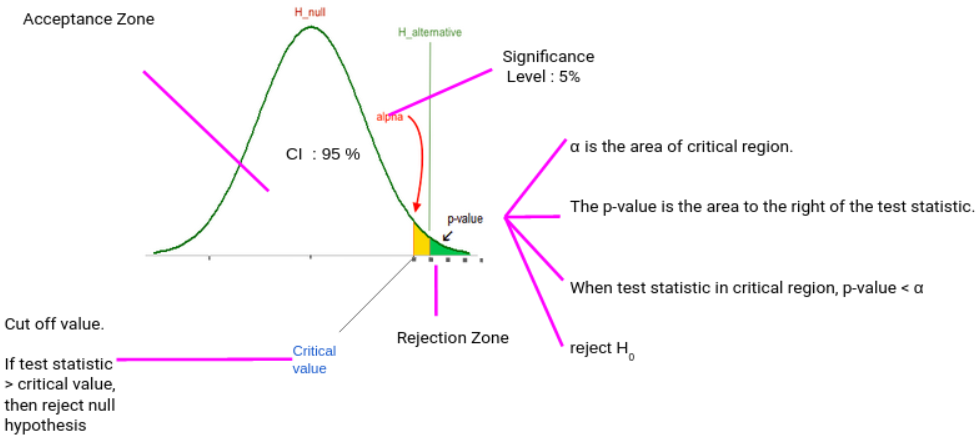 Acceptance Zone
H_null
H_alternative
Significance
Level : 5%
alpha
CI : 95 %
p-value
α is the area of critical region.
The p-value is the area to the right of the test statistic.
When test statistic in critical region, p-value < α
reject H₀
Rejection Zone
Critical
value
Cut off value.
If test statistic
> critical value,
then reject null
hypothesis